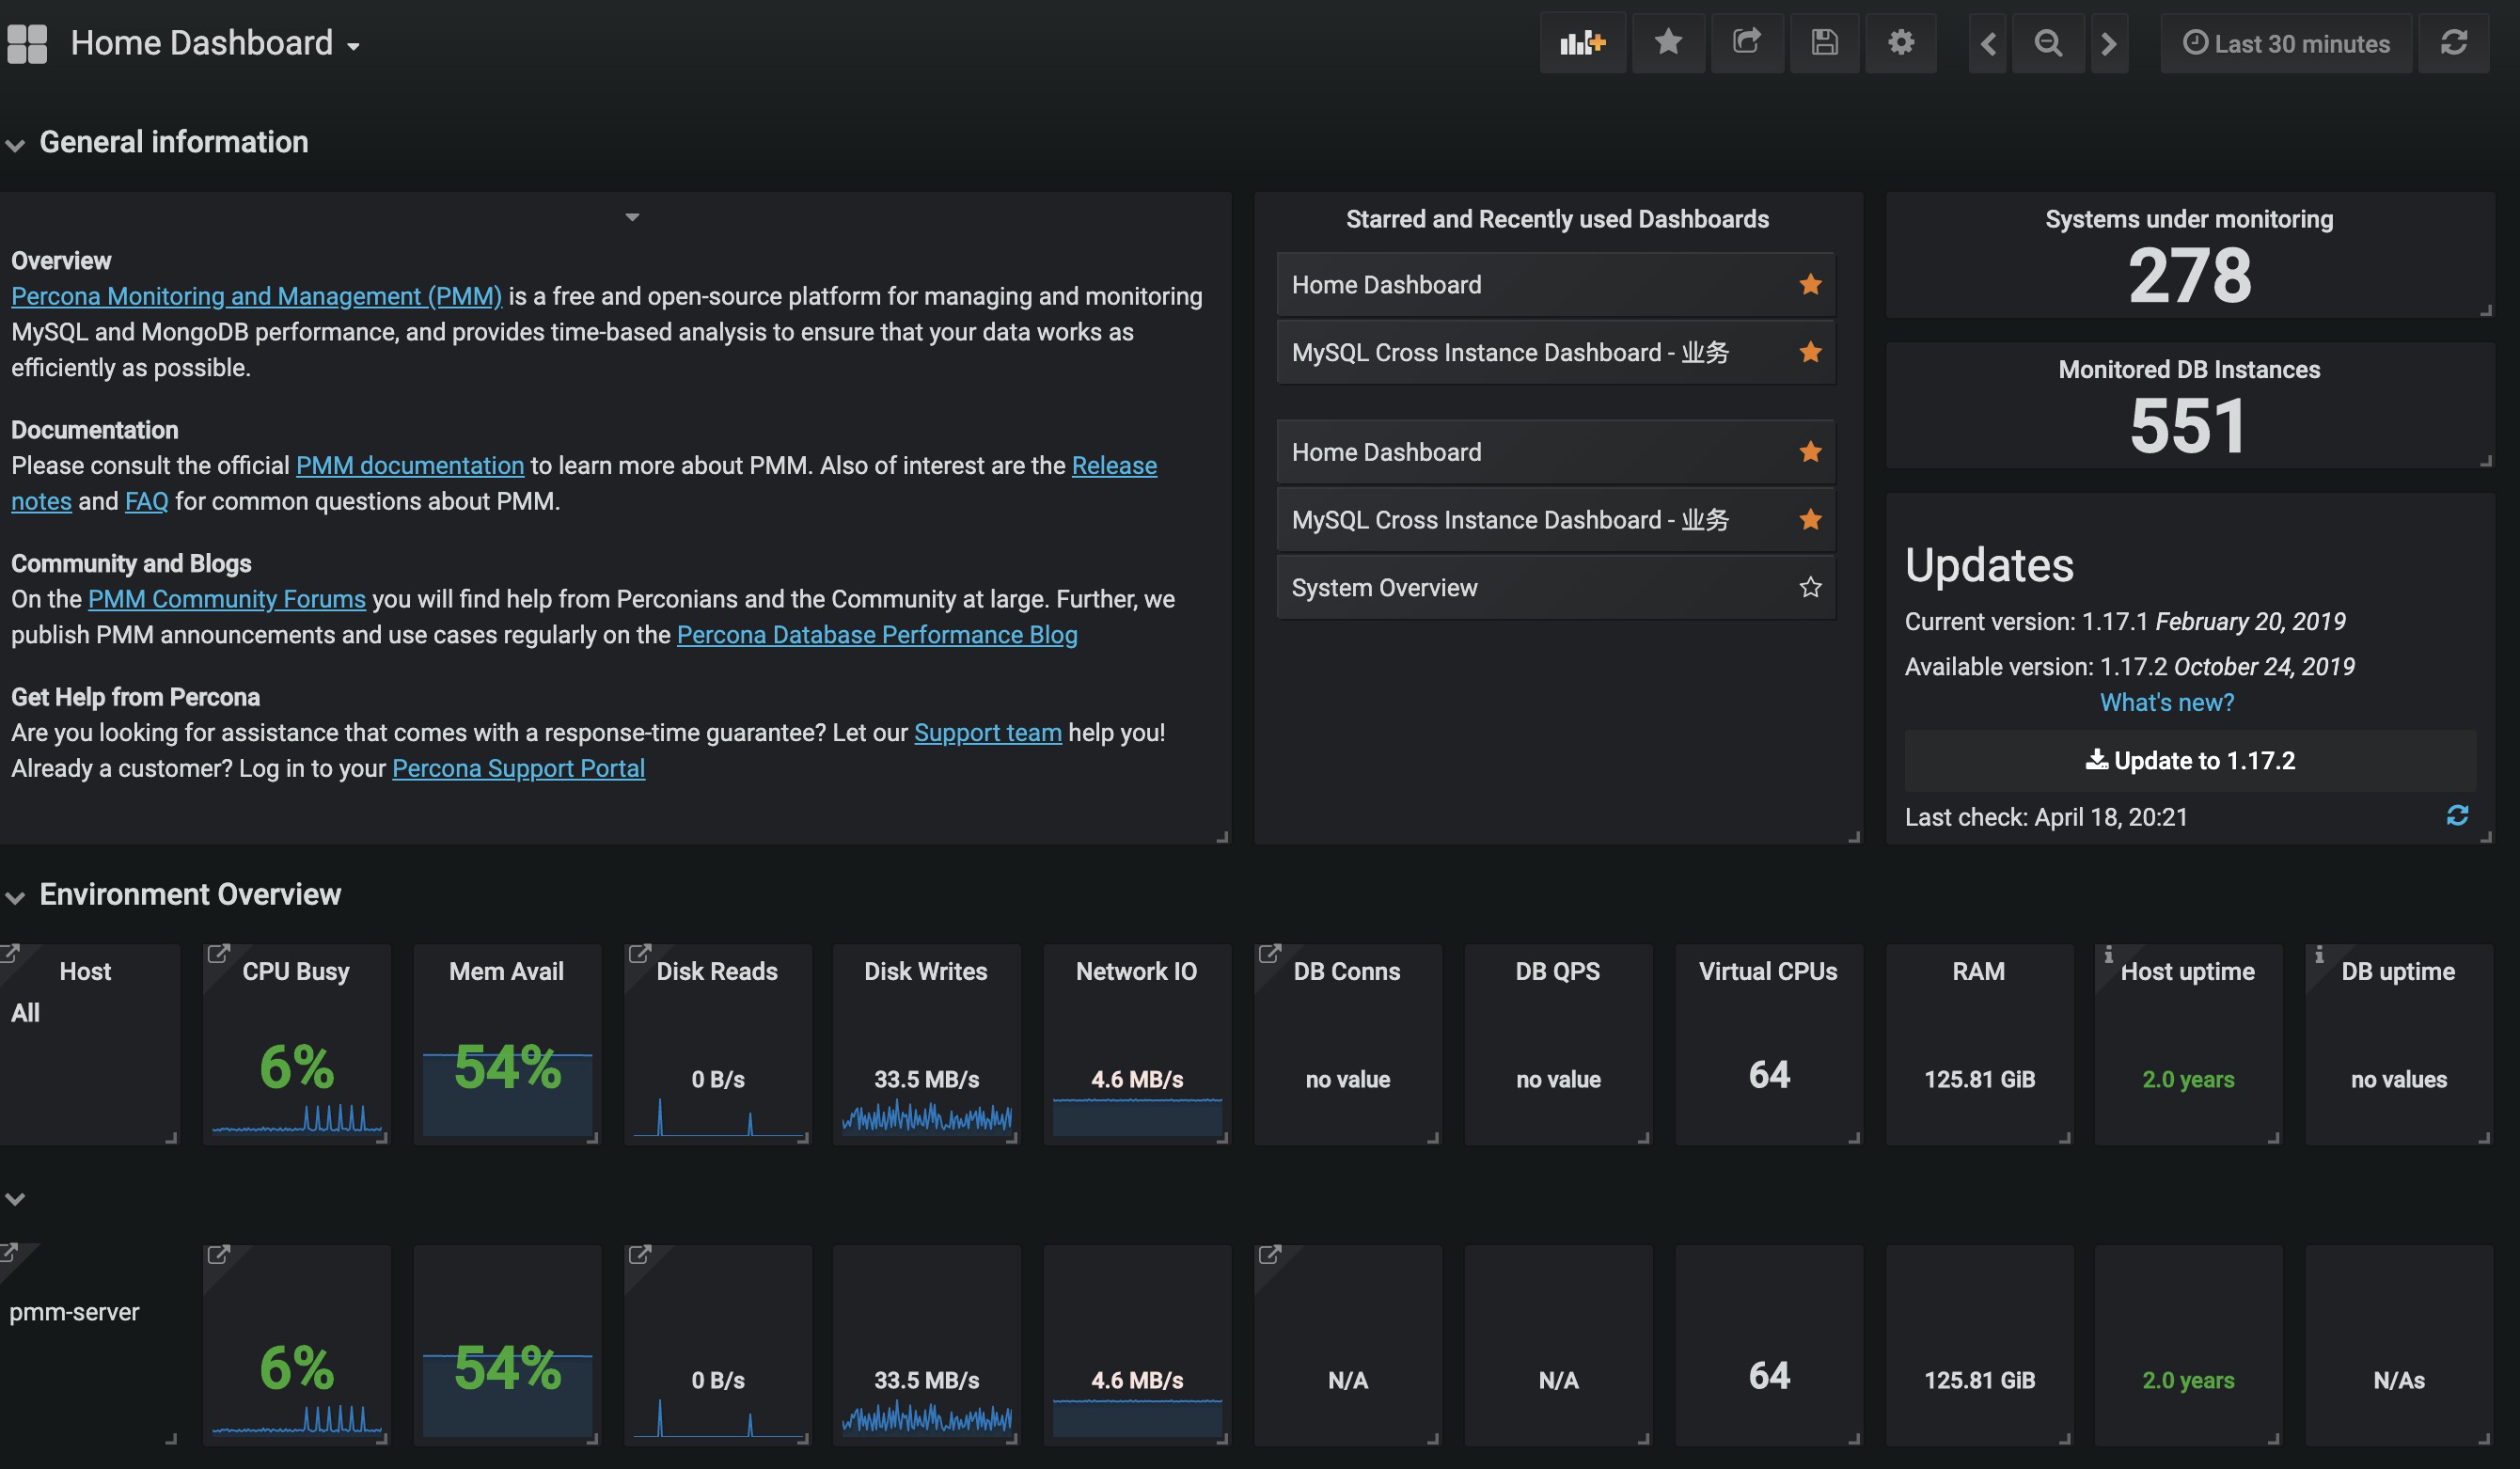 Home Dashboard
Last 30 minutes
General information
Overview
Percona Monitoring and Management (PMM) is a free and open-source platform for managing and monitoring
MySQL and MongoDB performance, and provides time-based analysis to ensure that your data works as
efficiently as possible.
Documentation
Please consult the official PMM documentation to learn more about PMM. Also of interest are the Release
notes and FAQ for common questions about PMM.
Community and Blogs
On the PMM Community Forums you will find help from Perconians and the Community at large. Further, we
publish PMM announcements and use cases regularly on the Percona Database Performance Blog
Get Help from Percona
Are you looking for assistance that comes with a response-time guarantee? Let our Support team help you!
Already a customer? Log in to your Percona Support Portal
Starred and Recently used Dashboards
Home Dashboard
MySQL Cross Instance Dashboard - 业务
Home Dashboard
MySQL Cross Instance Dashboard - 业务
System Overview
Systems under monitoring
278
Monitored DB Instances
551
Updates
Current version: 1.17.1 February 20, 2019
Available version: 1.17.2 October 24, 2019
What's new?
Update to 1.17.2
Last check: April 18, 20:21
Environment Overview
Host
All
CPU Busy
6%
Mem Avail
54%
Disk Reads
0 B/s
Disk Writes
33.5 MB/s
Network IO
4.6 MB/s
DB Conns
no value
DB QPS
no value
Virtual CPUs
64
RAM
125.81 GiB
Host uptime
2.0 years
DB uptime
no values
pmm-server
6%
54%
0 B/s
33.5 MB/s
4.6 MB/s
N/A
N/A
64
125.81 GiB
2.0 years
N/As